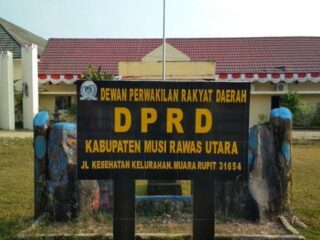 DEWAN PERWAKILAN RAKYAT DAERAH
DPRD
KABUPATEN MUSI RAWAS UTARA
JL KESEHATAN KELURAHAN. MUARA RUPIT 31654